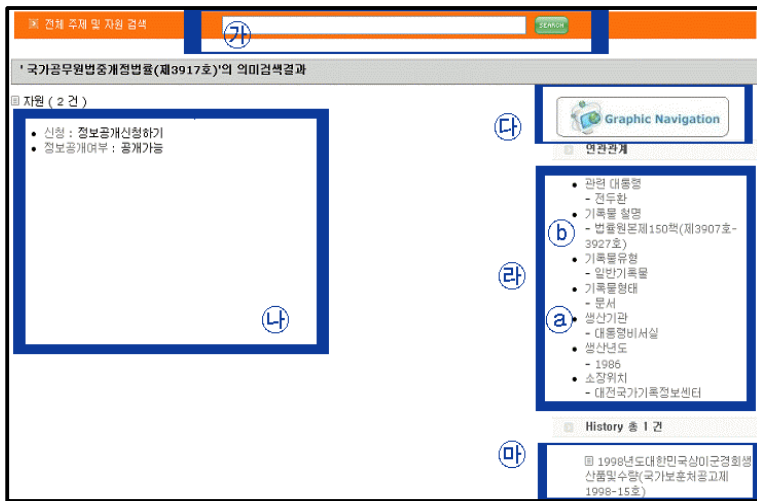 전체 주제 및 자원 검색
가
SEARCH
' 국가공무원법중개정법률(제3917호)'의 의미검색결과
자원 ( 2 건 )
• 신청 : 정보공개신청하기
• 정보공개여부 : 공개가능
나
다
Graphic Navigation
연관관계
라
• 관련 대통령
- 전두환
• 기록물 철명
ⓑ
- 법률원본제150책(제3907호-
3927호)
• 기록물유형
- 일반기록물
• 기록물형태
- 문서
ⓐ
• 생산기관
- 대통령비서실
• 생산년도
- 1986
• 소장위치
- 대전국가기록정보센터
History 총 1 건
마
1998년도대한민국상이군경회생
산품및수량(국가보훈처공고제
1998-15호)